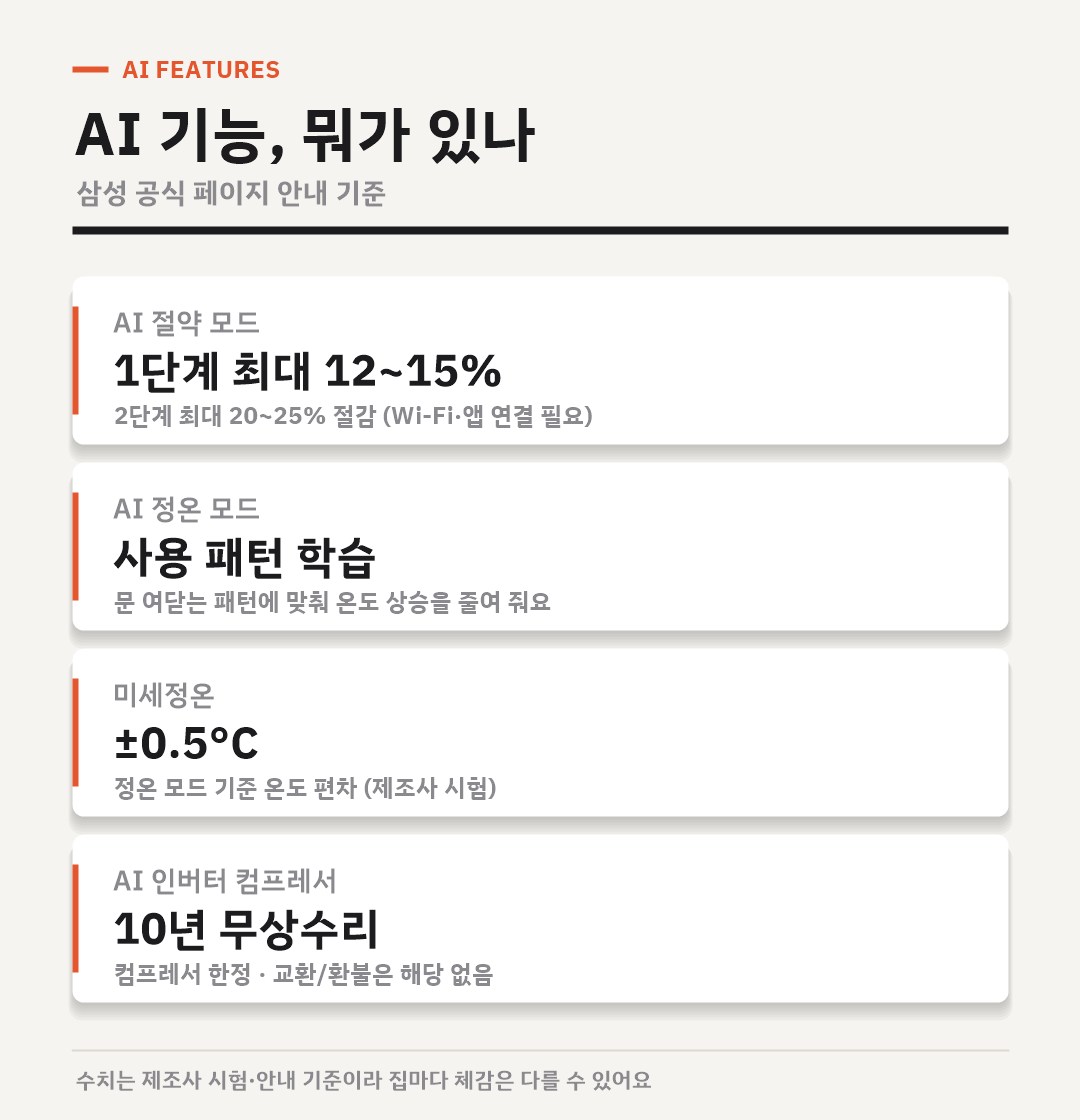 AI FEATURES
AI 기능, 뭐가 있나
삼성 공식 페이지 안내 기준
AI 절약 모드
1단계 최대 12~15%
2단계 최대 20~25% 절감 (Wi-Fi·앱 연결 필요)
AI 정온 모드
사용 패턴 학습
문 여닫는 패턴에 맞춰 온도 상승을 줄여 줘요
미세정온
±0.5°C
정온 모드 기준 온도 편차 (제조사 시험)
AI 인버터 컴프레서
10년 무상수리
컴프레서 한정 · 교환/환불은 해당 없음
수치는 제조사 시험·안내 기준이라 집마다 체감은 다를 수 있어요